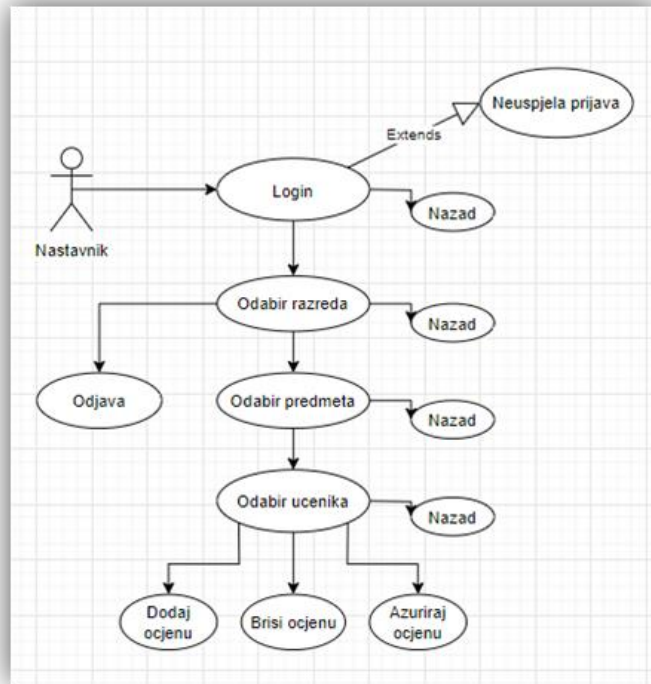 Neuspjela prijava
Extends
Login
Nazad
Nastavnik
Odabir razreda
Nazad
Odjava
Odabir predmeta
Nazad
Odabir ucenika
Nazad
Dodaj
ocjenu
Brisi ocjenu
Azuriraj
ocjenu